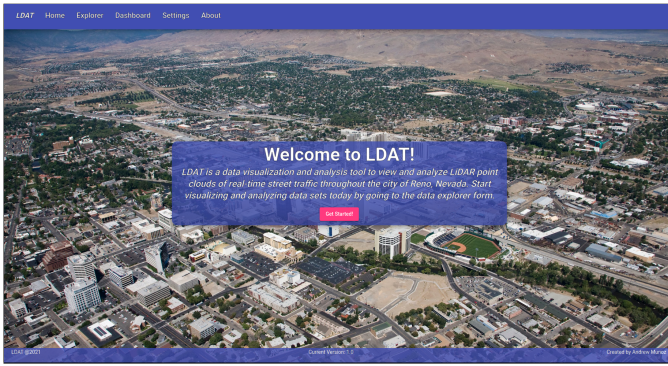 LDAT Home Explorer Dashboard Settings About
Welcome to LDAT!
LDAT is a data visualization and analysis tool to view and analyze LiDAR point
clouds of real-time street traffic throughout the city of Reno, Nevada. Start
visualizing and analyzing data sets today by going to the data explorer form.
Get Started!
LDAT @2021 Current Version: 1.0 Created by Andrew Munoz